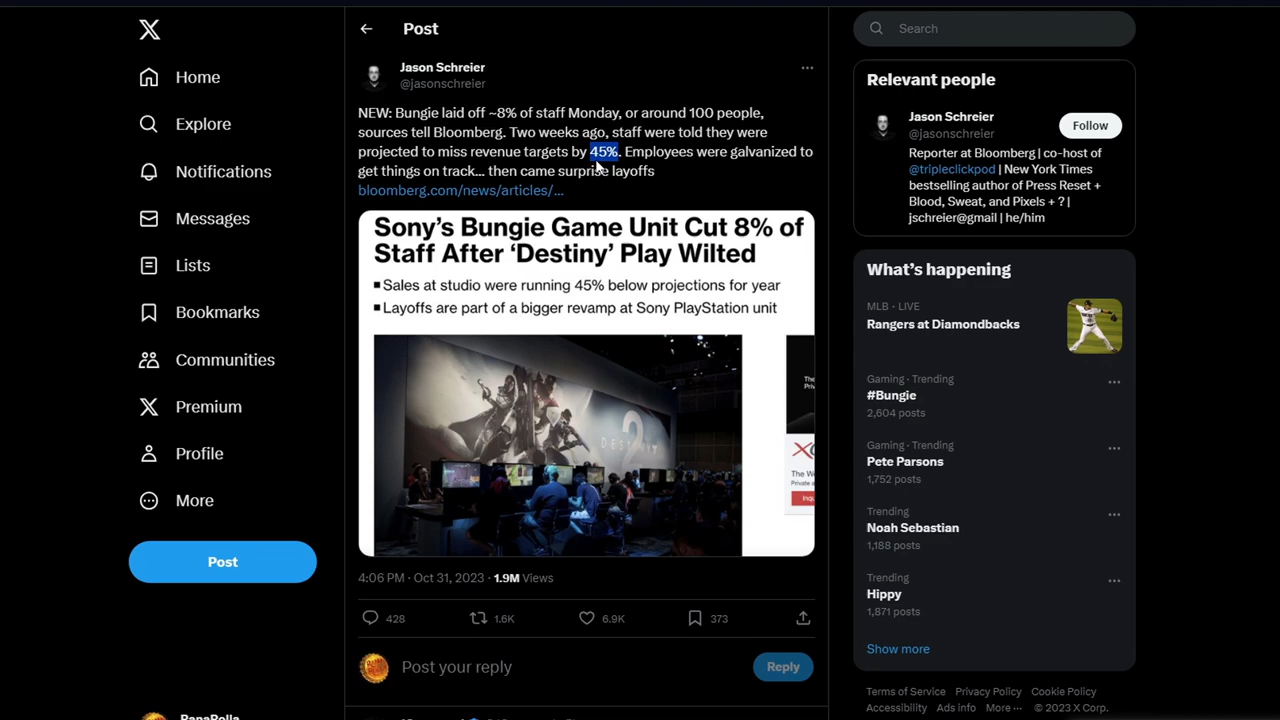 Home
Explore
Notifications
Messages
Lists
Bookmarks
Communities
Premium
Profile
More
Post
Post
Jason Schreier
@jasonschreier
NEW: Bungie laid off ~8% of staff Monday, or around 100 people,
sources tell Bloomberg. Two weeks ago, staff were told they were
projected to miss revenue targets by 45%. Employees were galvanized to
get things on track... then came surprise layoffs
bloomberg.com/news/articles/...
Sony's Bungie Game Unit Cut 8% of
Staff After 'Destiny' Play Wilted
▪Sales at studio were running 45% below projections for year
▪Layoffs are part of a bigger revamp at Sony PlayStation unit
DESTINY 2
The W
Private a
4:06 PM · Oct 31, 2023 · 1.9M Views
428
1.6K
6.9K
373
Post your reply
Reply
Search
Relevant people
Jason Schreier
@jasonschreier
Follow
Reporter at Bloomberg | co-host of
@tripleclickpod | New York Times
bestselling author of Press Reset +
Blood, Sweat, and Pixels + ? |
jschreier@gmail | he/him
What's happening
MLB · LIVE
Rangers at Diamondbacks
Gaming · Trending
#Bungie
2,604 posts
Gaming · Trending
Pete Parsons
1,752 posts
Trending
Noah Sebastian
1,188 posts
Trending
Hippy
1,871 posts
Show more
Terms of Service Privacy Policy Cookie Policy
Accessibility Ads info More ··· © 2023 X Corp.